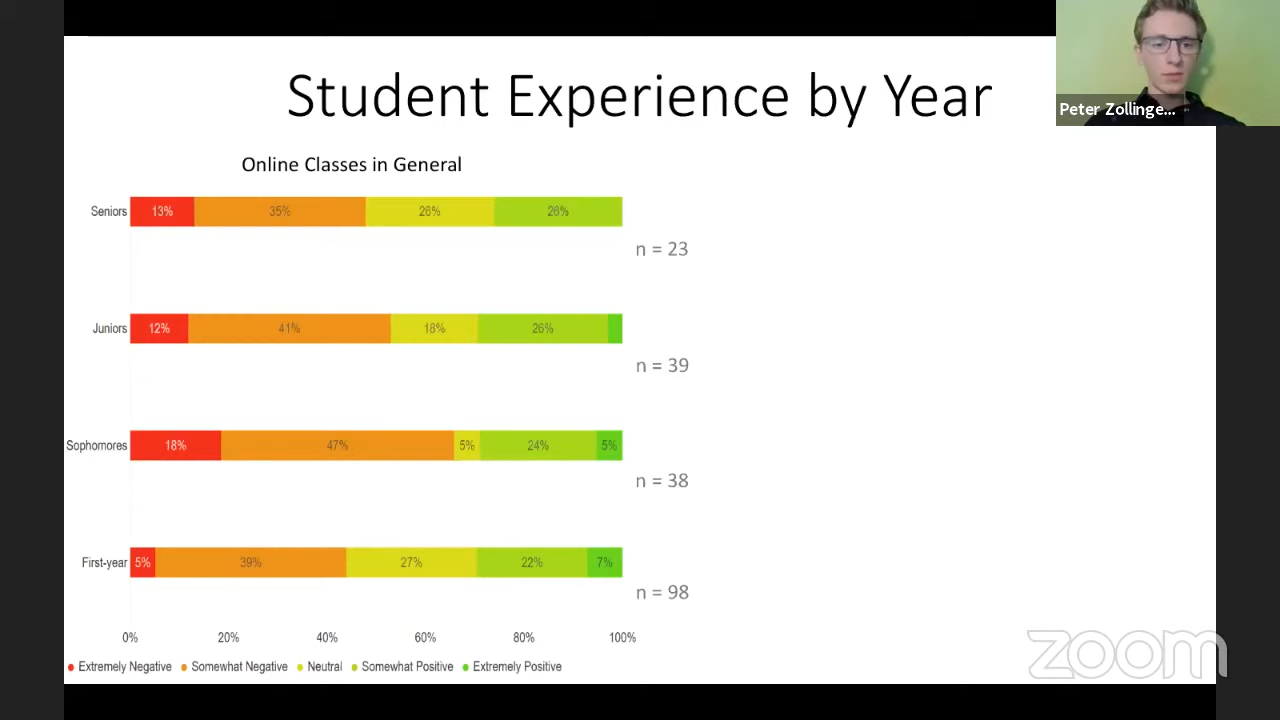 Student Experience by Year
Peter Zollinge...
Online Classes in General
Seniors 13% 35% 26% 26%
n = 23
Juniors 12% 41% 18% 26%
n = 39
Sophomores 18% 47% 5% 24% 5%
n = 38
First-year 5% 39% 27% 22% 7%
n = 98
0% 20% 40% 60% 80% 100%
Extremely Negative Somewhat Negative Neutral Somewhat Positive Extremely Positive
zoom